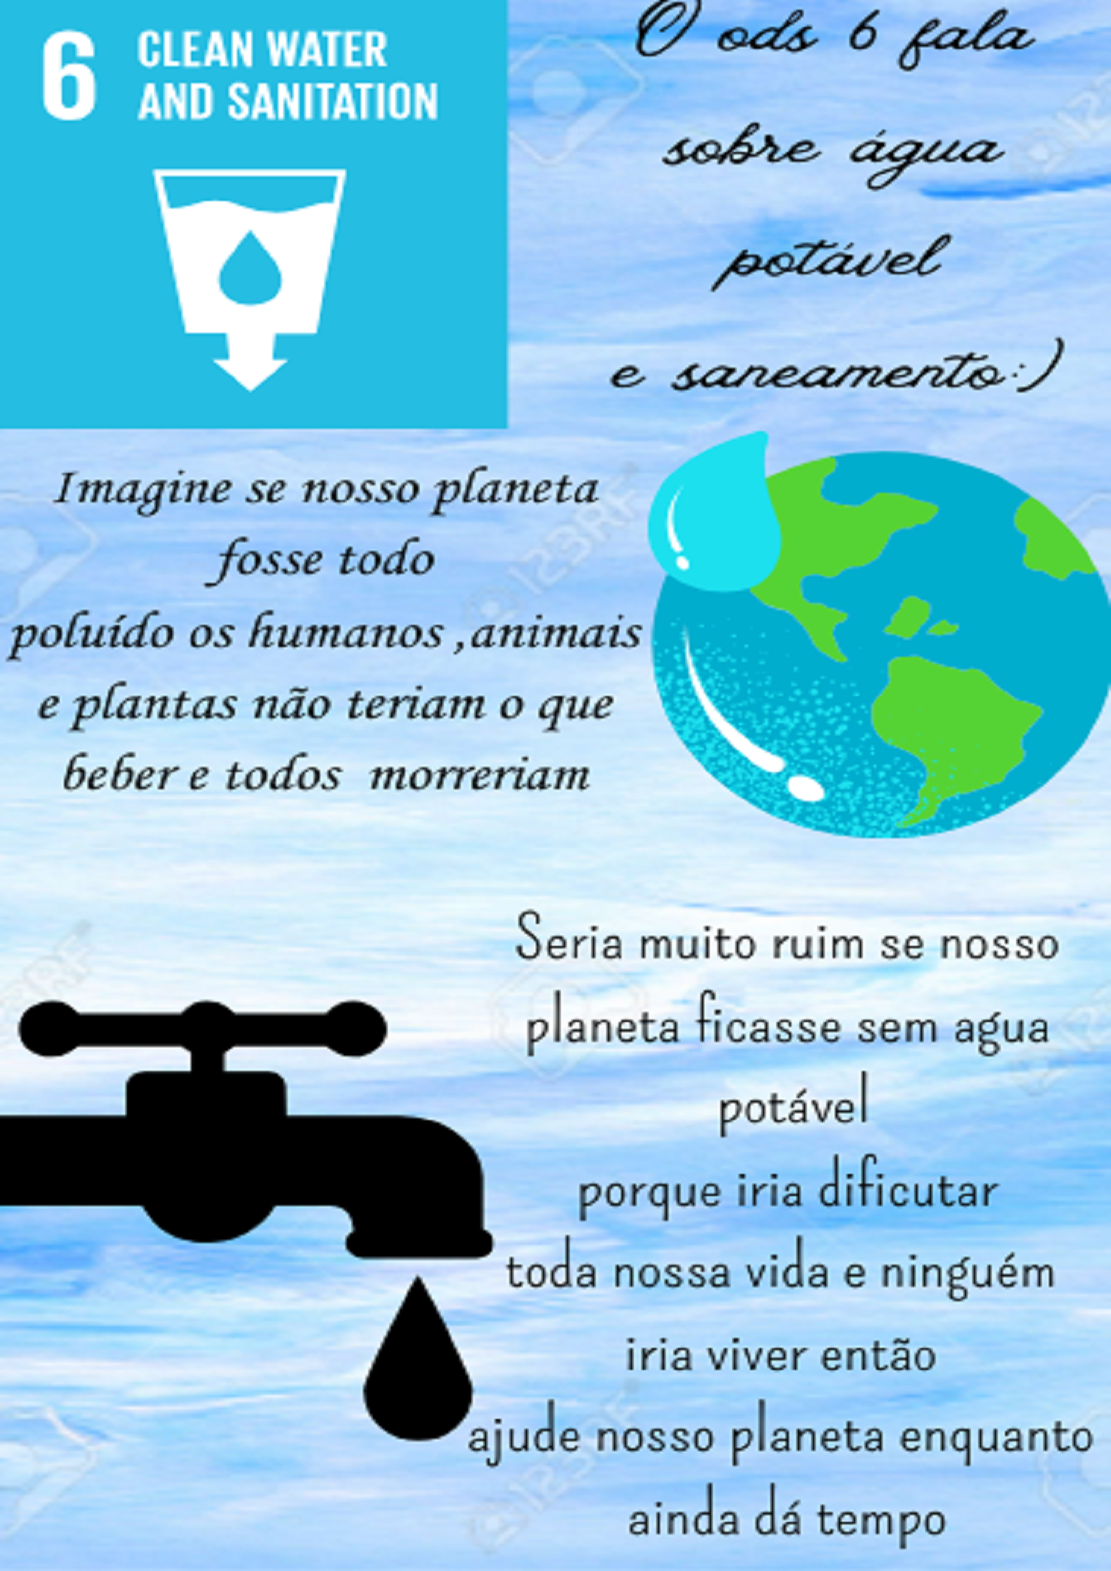 6 CLEAN WATER
AND SANITATION
O ods 6 fala
sobre água
potável
e saneamento:)
Imagine se nosso planeta
fosse todo
poluído os humanos ,animais
e plantas não teriam o que
beber e todos morreriam
Seria muito ruim se nosso
planeta ficasse sem agua
potável
porque iria dificutar
toda nossa vida e ninguém
iria viver então
ajude nosso planeta enquanto
ainda dá tempo
123RF
123RF